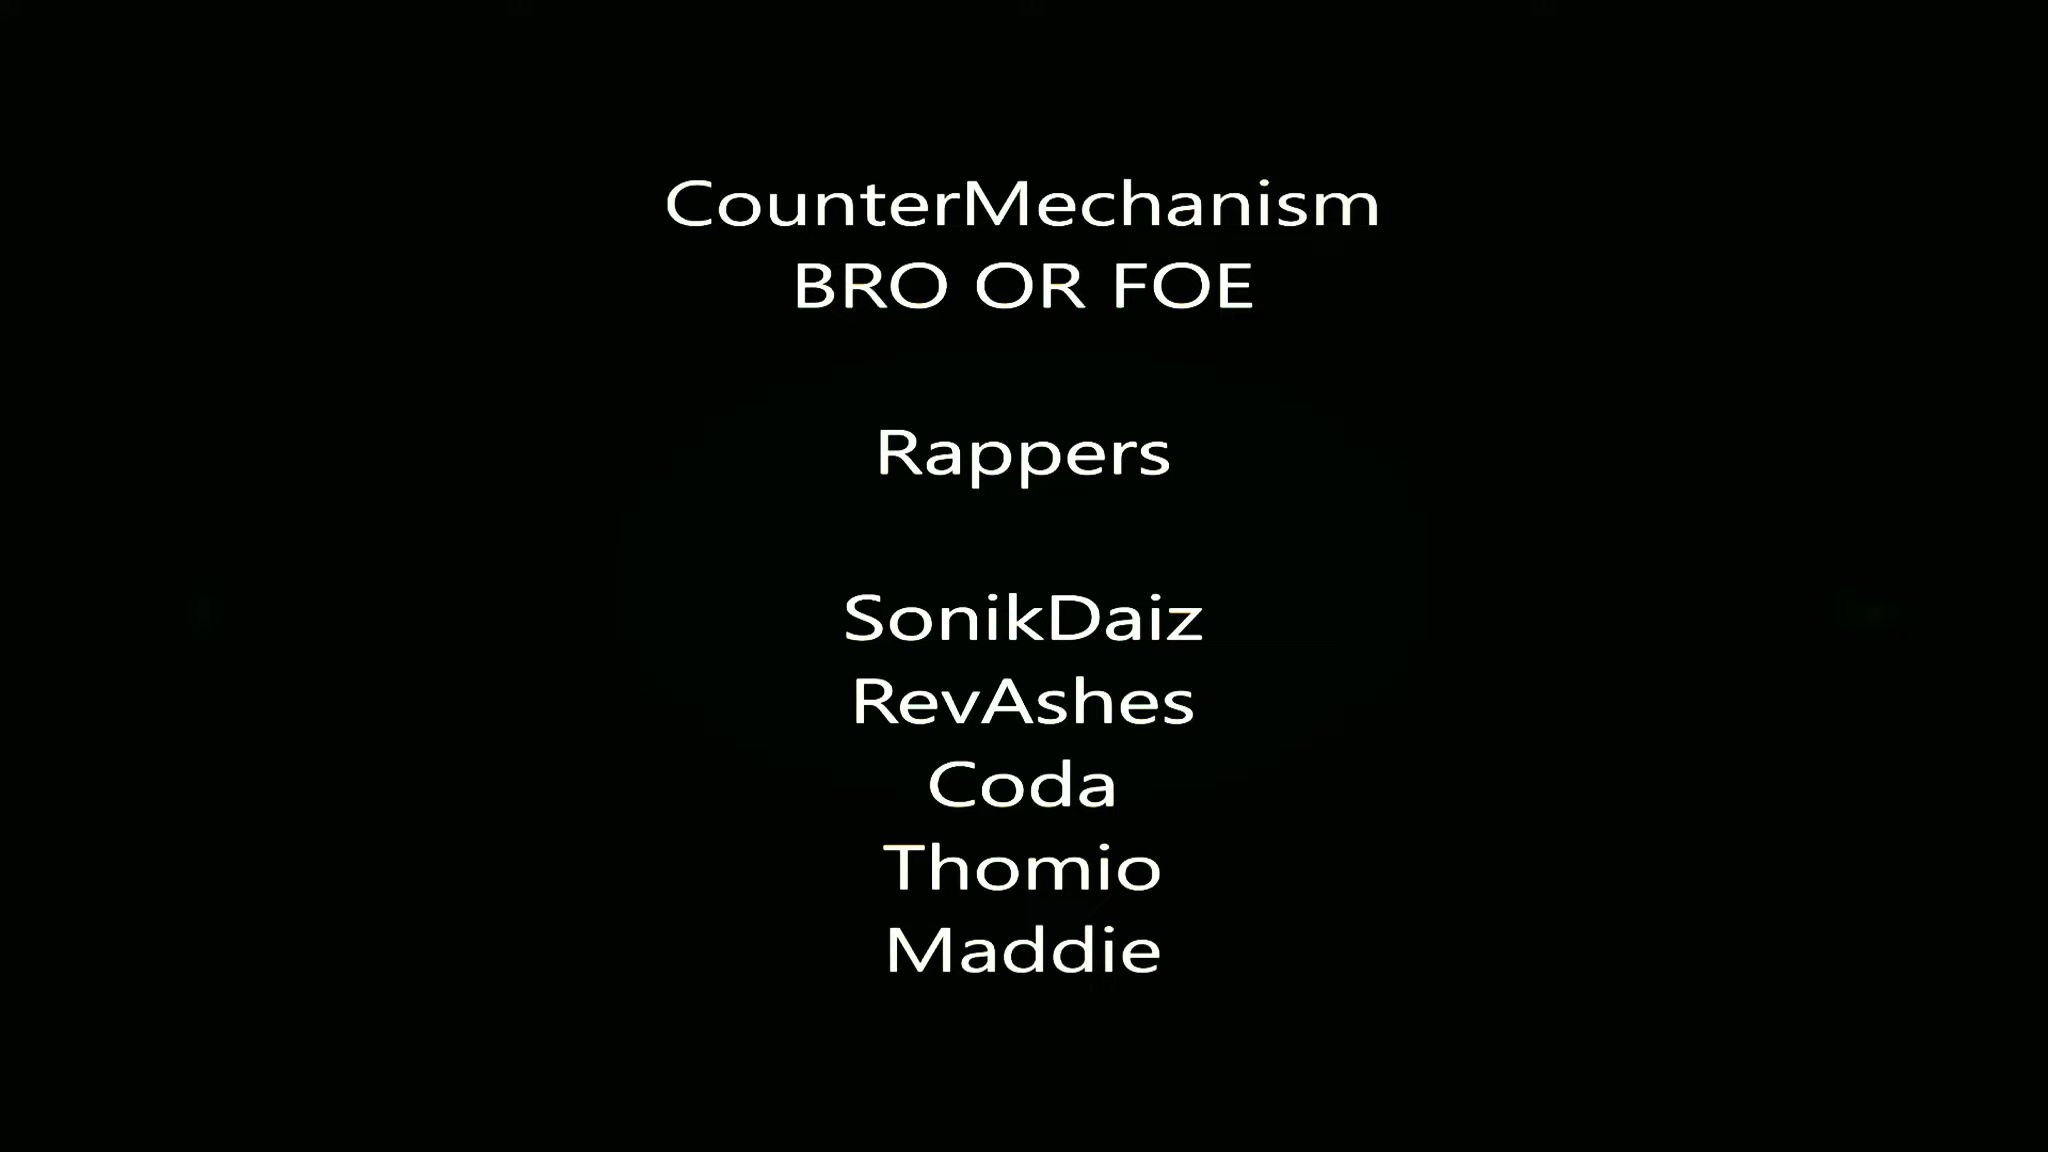 CounterMechanism
BRO OR FOE
Rappers
SonikDaiz
RevAshes
Coda
Thomio
Maddie